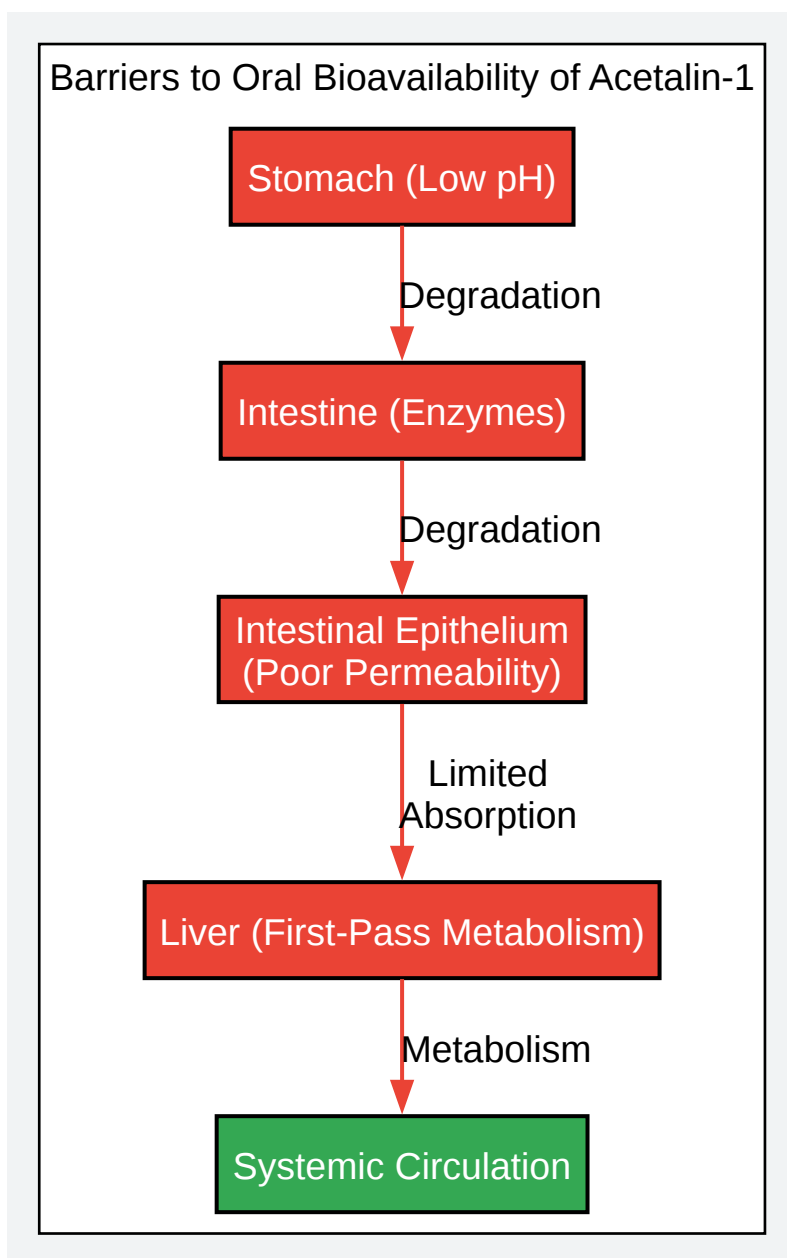 Barriers to Oral Bioavailability of Acetalin-1
Stomach (Low pH)
Degradation
Intestine (Enzymes)
Degradation
Intestinal Epithelium
(Poor Permeability)
Limited
Absorption
Liver (First-Pass Metabolism)
Metabolism
Systemic Circulation